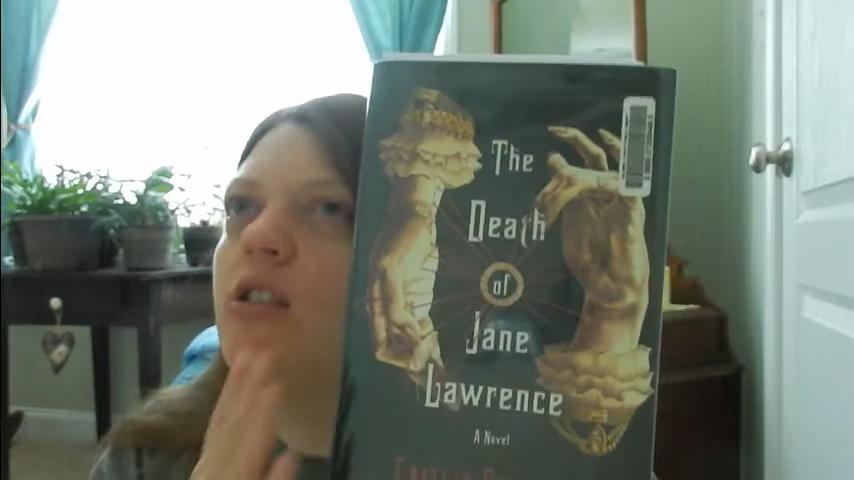 The
Death
of
Jane
Lawrence
A Novel